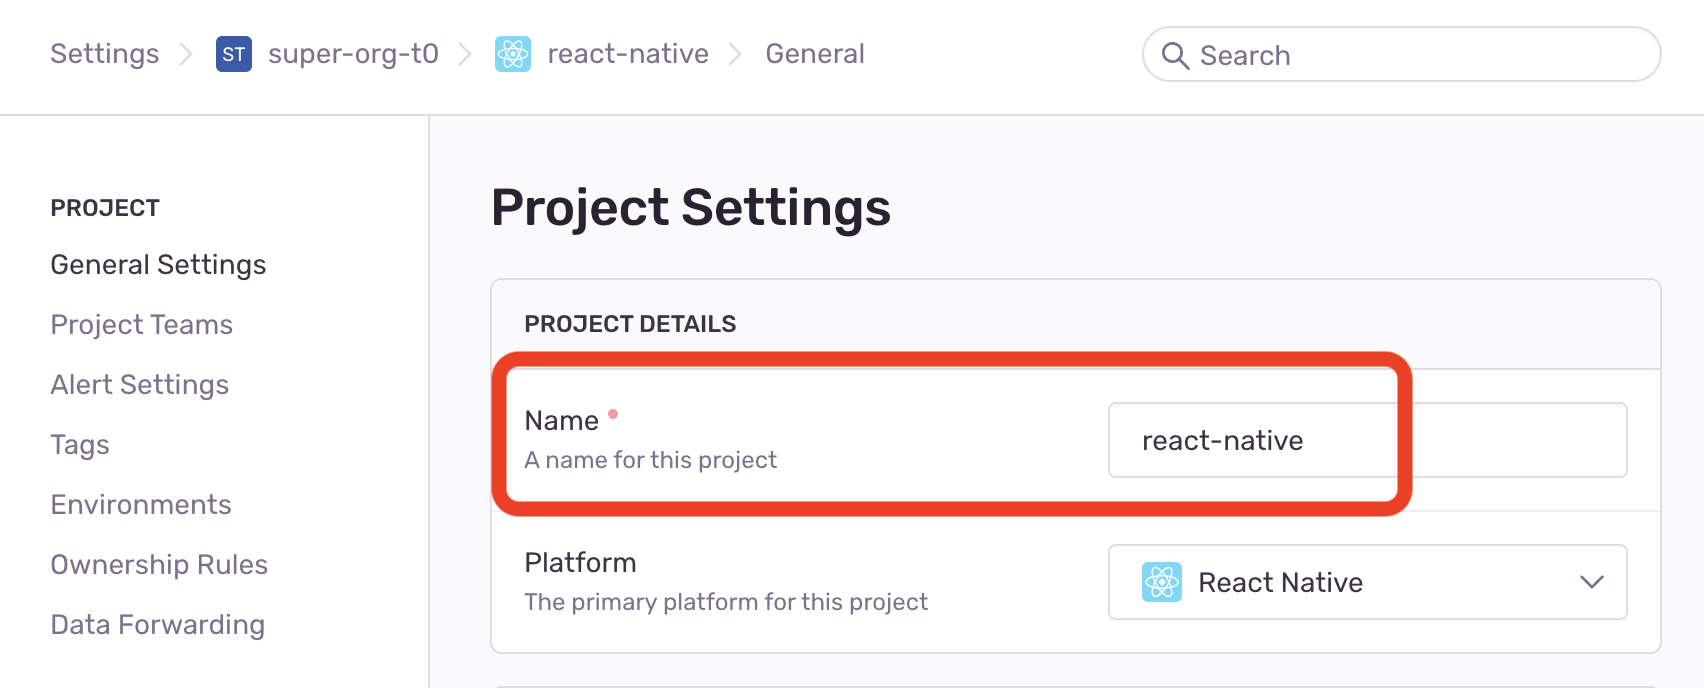 Settings > ST super-org-t0 > react-native > General
Search
PROJECT
General Settings
Project Teams
Alert Settings
Tags
Environments
Ownership Rules
Data Forwarding
Project Settings
PROJECT DETAILS
Name
A name for this project
react-native
Platform
The primary platform for this project
React Native